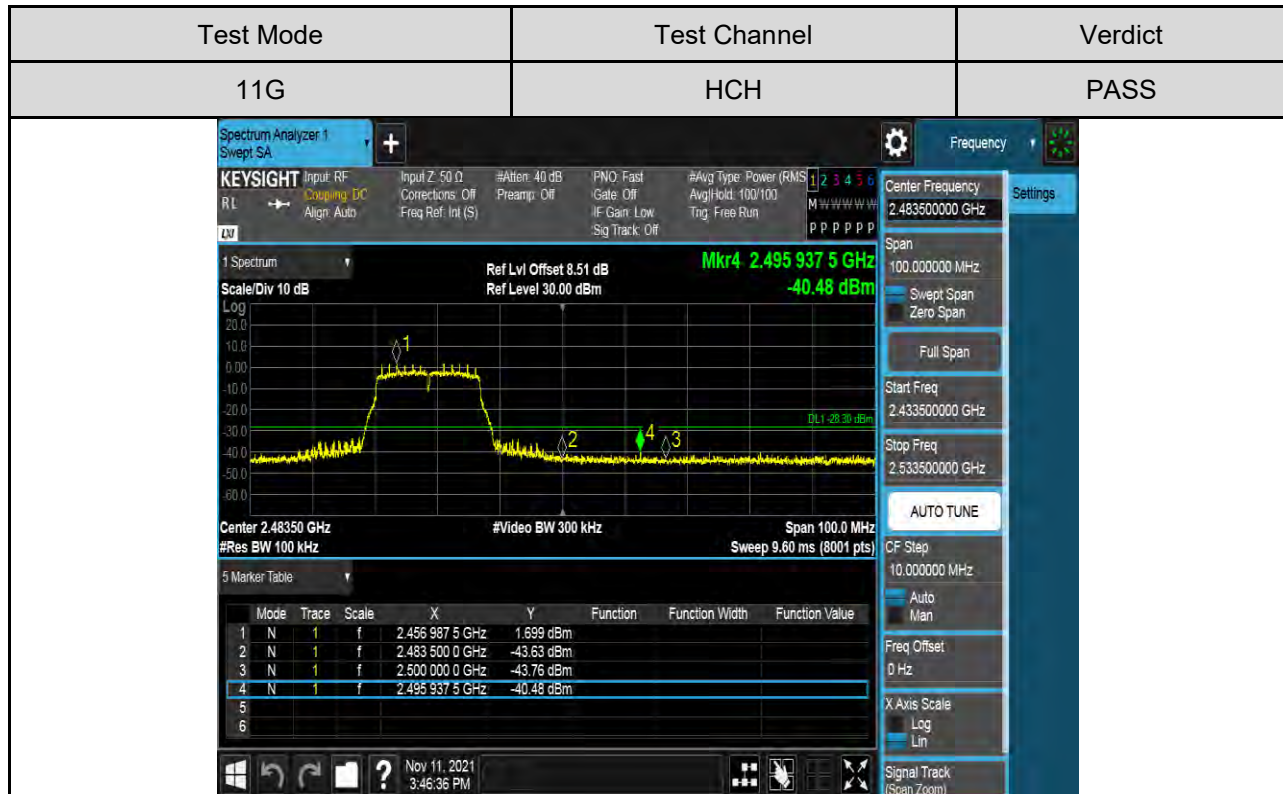 Test Mode Test Channel Verdict
11G HCH PASS
Spectrum Analyzer 1
Swept SA
+
Frequency
KEYSIGHT Input: RF Input Z: 50 Ω #Atten: 40 dB PNO: Fast #Avg Type: Power (RMS 1 2 3 4 5 6
RL Coupling: DC Corrections: Off Preamp: Off Gate: Off Avg|Hold: 100/100 M W W W W W
Align: Auto Freq Ref: Int (S) IF Gain: Low Trig: Free Run
LXI Sig Track: Off P P P P P P
1 Spectrum
Scale/Div 10 dB
Ref Lvl Offset 8.51 dB
Ref Level 30.00 dBm
Mkr4 2.495 937 5 GHz
-40.48 dBm
Log
20.0
10.0
0.00
-10.0
-20.0
-30.0
-40.0
-50.0
-60.0
1
2
4
3
DL1 -28.30 dBm
Center 2.48350 GHz #Video BW 300 kHz Span 100.0 MHz
#Res BW 100 kHz Sweep 9.60 ms (8001 pts)
5 Marker Table
Mode Trace Scale X Y Function Function Width Function Value
1 N 1 f 2.456 987 5 GHz 1.699 dBm
2 N 1 f 2.483 500 0 GHz -43.63 dBm
3 N 1 f 2.500 000 0 GHz -43.76 dBm
4 N 1 f 2.495 937 5 GHz -40.48 dBm
5
6
?
Nov 11, 2021
3:46:36 PM
Center Frequency
2.483500000 GHz
Settings
Span
100.000000 MHz
Swept Span
Zero Span
Full Span
Start Freq
2.433500000 GHz
Stop Freq
2.533500000 GHz
AUTO TUNE
CF Step
10.000000 MHz
Auto
Man
Freq Offset
0 Hz
X Axis Scale
Log
Lin
Signal Track
(Span Zoom)